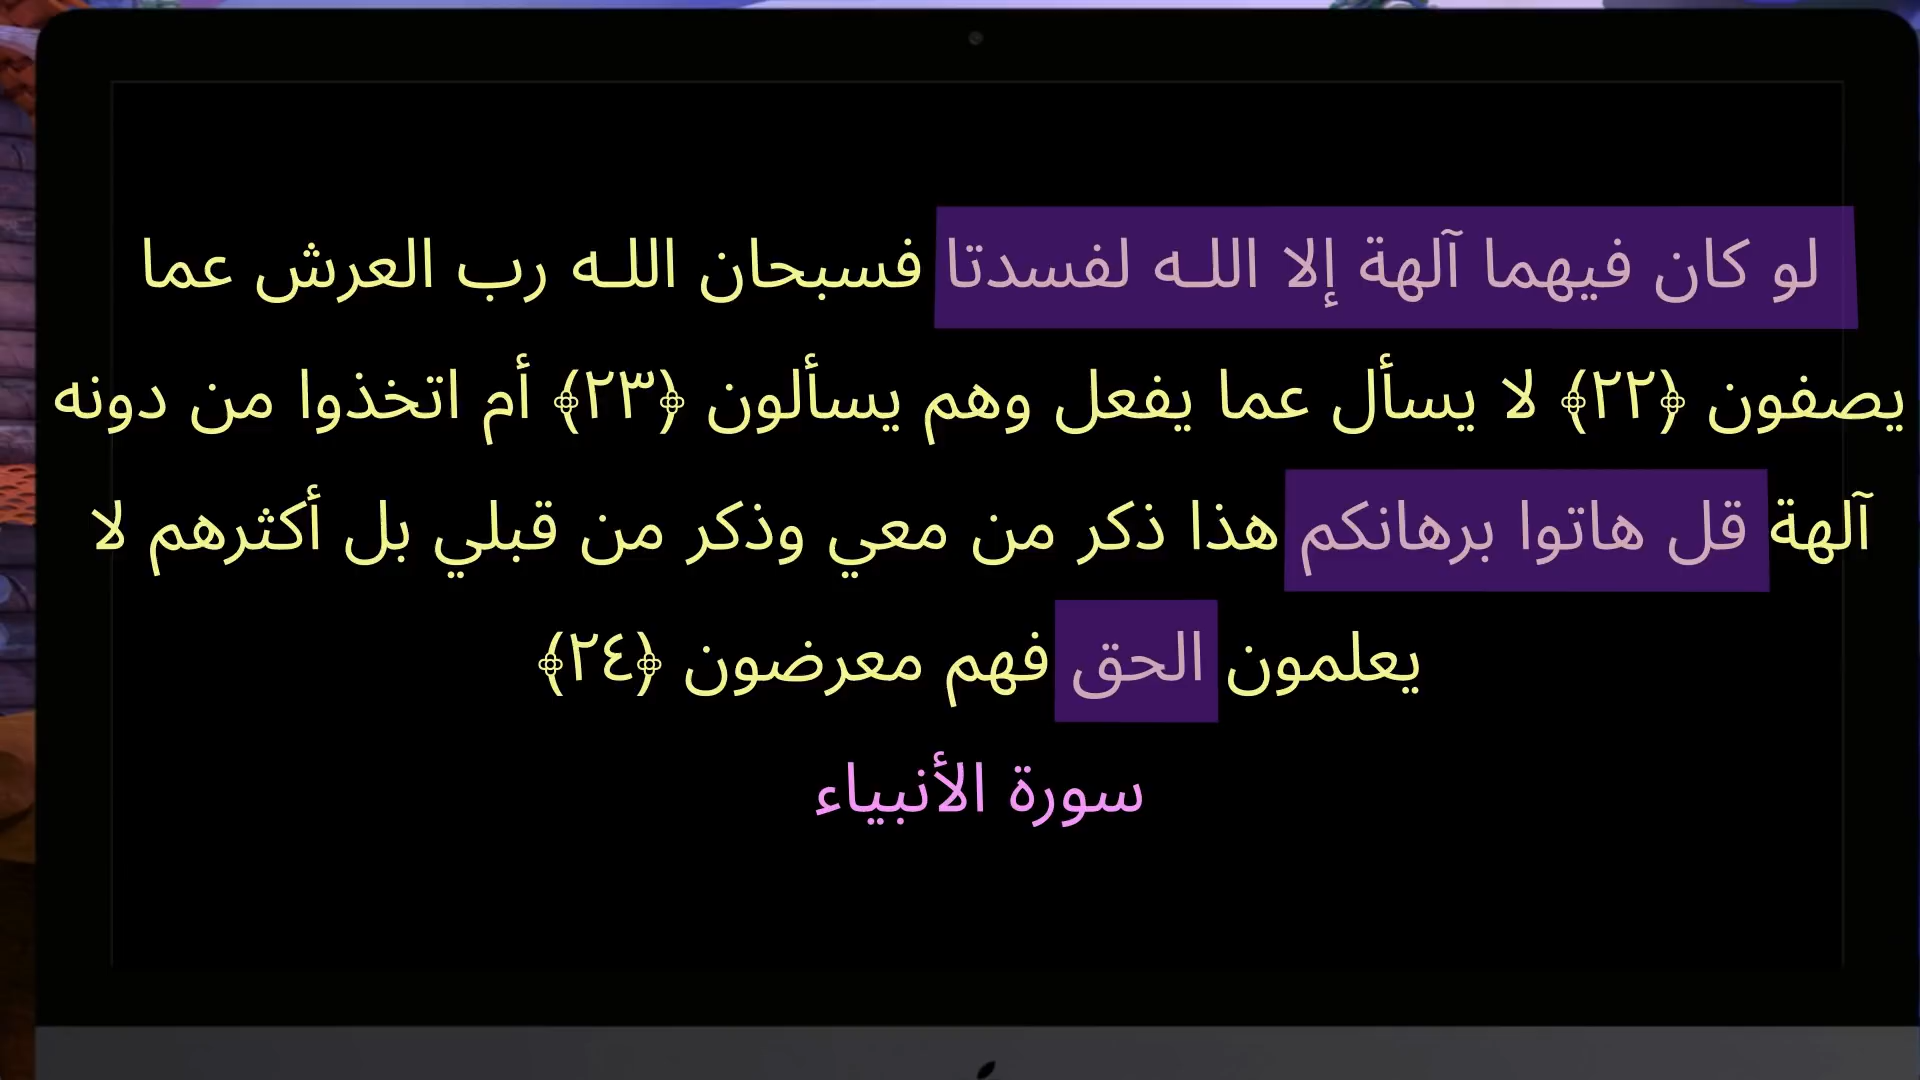 لو كان فيهما آلهة إلا اللـه لفسدتا فسبحان اللـه رب العرش عما
يصفون ﴿٢٢﴾ لا يسأل عما يفعل وهم يسألون ﴿٢٣﴾ أم اتخذوا من دونه
آلهة قل هاتوا برهانكم هذا ذكر من معي وذكر من قبلي بل أكثرهم لا
يعلمون الحق فهم معرضون ﴿٢٤﴾
سورة الأنبياء